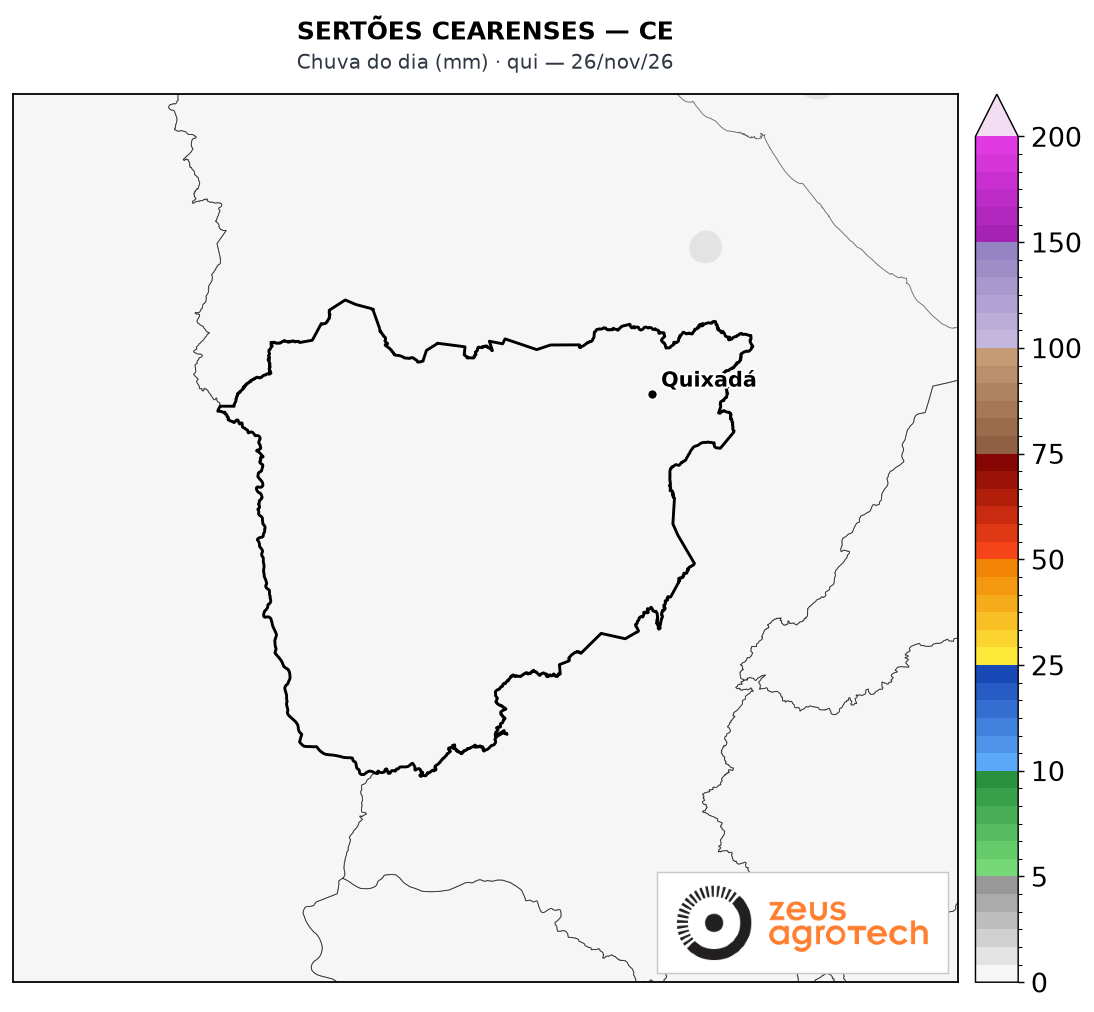 SERTÕES CEARENSES — CE
Chuva do dia (mm) · qui — 26/nov/26
200
150
100
75
50
25
10
5
0
Quixadá
zeus
agrotech